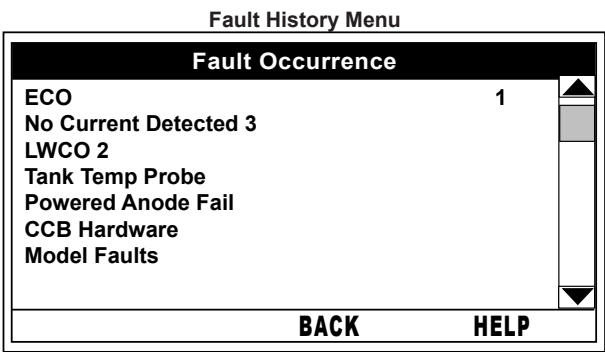 Fault History Menu
Fault Occurrence
ECO 1
No Current Detected 3
LWCO 2
Tank Temp Probe
Powered Anode Fail
CCB Hardware
Model Faults
BACK HELP